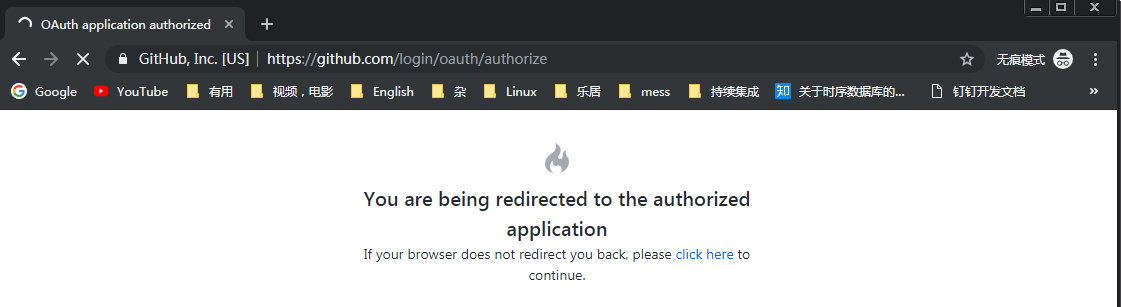 OAuth application authorized
GitHub, Inc. [US] https://github.com/login/oauth/authorize 无痕模式
Google YouTube 有用 视频，电影 English 杂 Linux 乐居 mess 持续集成 知 关于时序数据库的... 钉钉开发文档 »
You are being redirected to the authorized
application
If your browser does not redirect you back, please click here to
continue.